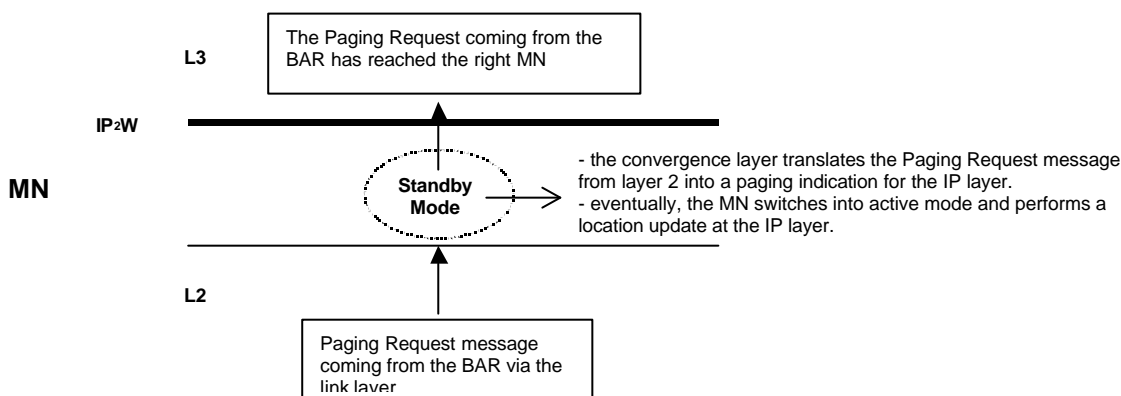 The Paging Request coming from the
BAR has reached the right MN
L3
IP2W
MN
Standby
Mode
- the convergence layer translates the Paging Request message
from layer 2 into a paging indication for the IP layer.
- eventually, the MN switches into active mode and performs a
location update at the IP layer.
L2
Paging Request message
coming from the BAR via the
link layer